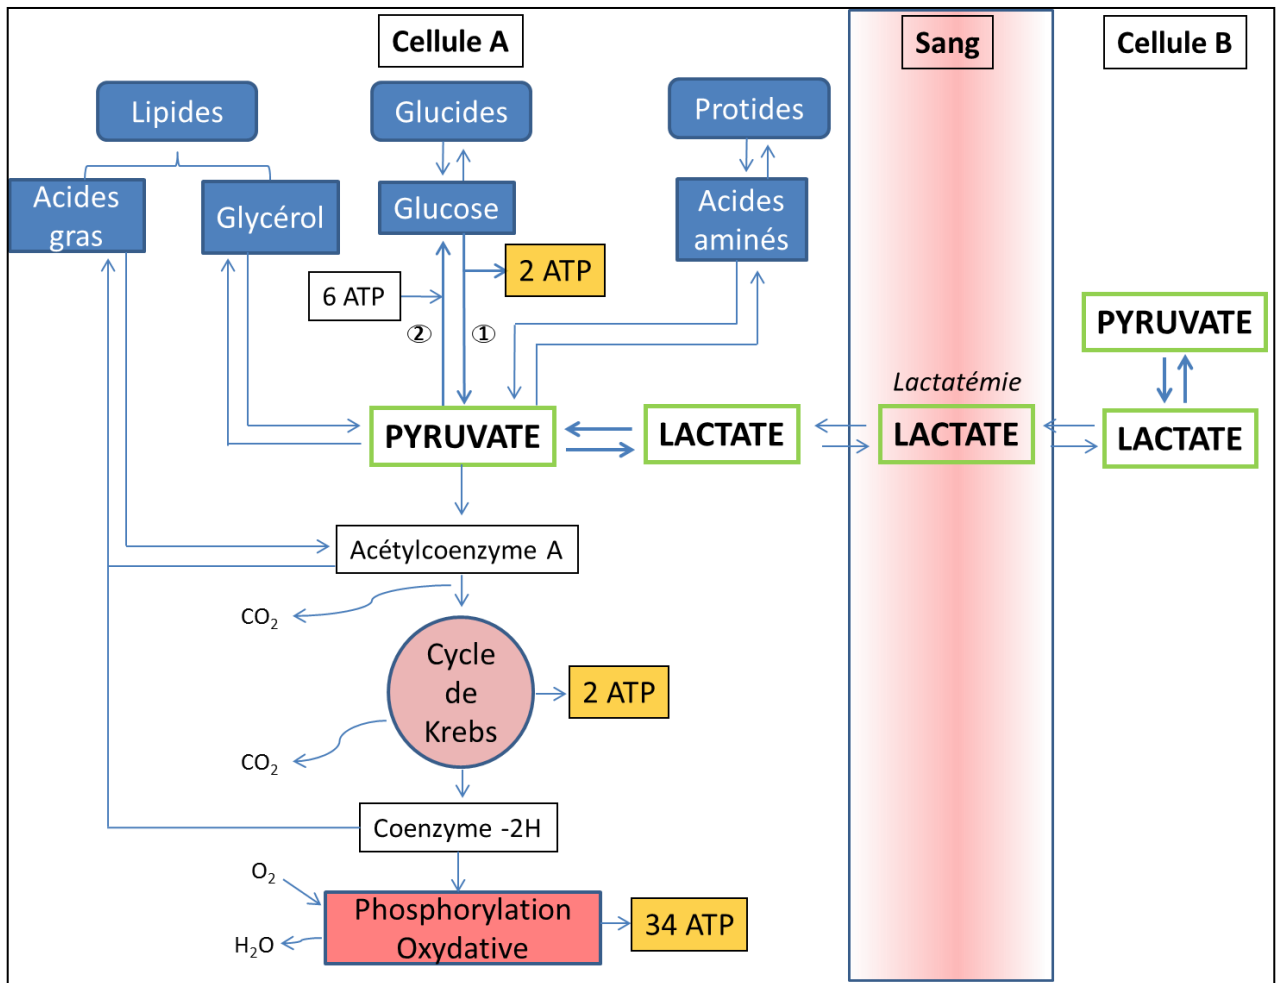 Cellule A
Sang
Cellule B
Lipides
Glucides
Protides
Acides
gras
Glycérol
Glucose
Acides
aminés
2 ATP
6 ATP
②
①
PYRUVATE
Lactatémie
PYRUVATE
LACTATE
LACTATE
LACTATE
Acétylcoenzyme A
CO₂
Cycle
de
Krebs
2 ATP
CO₂
Coenzyme -2H
O₂
Phosphorylation
Oxydative
34 ATP
H₂O